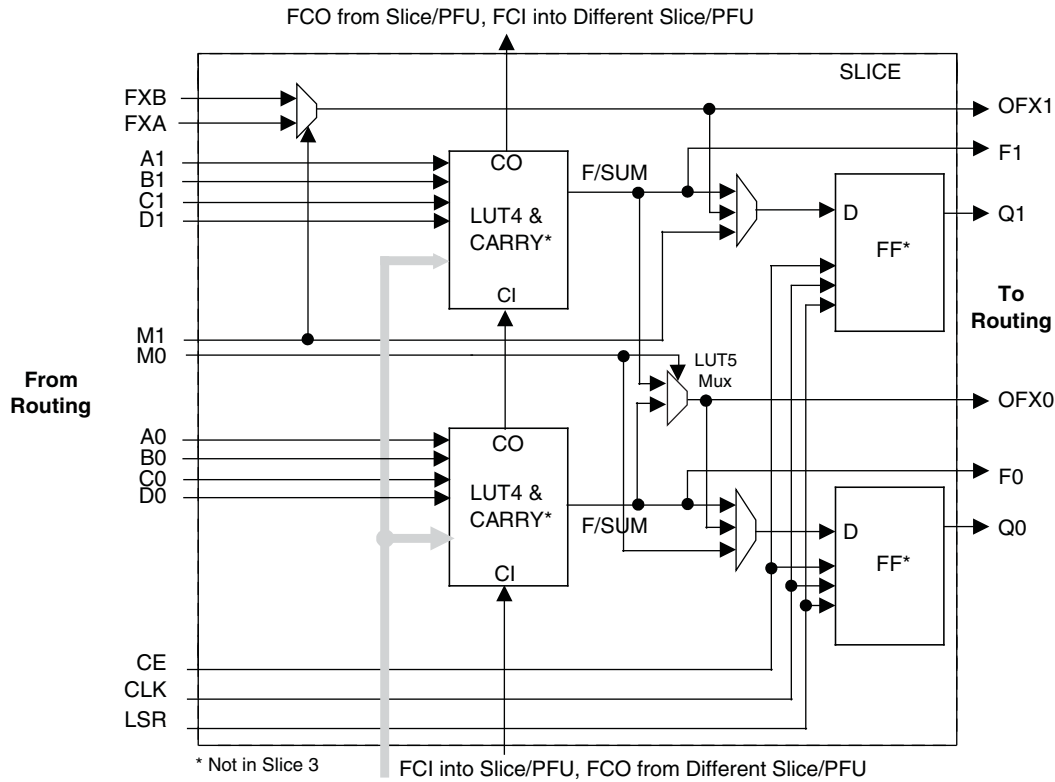 FCO from Slice/PFU, FCI into Different Slice/PFU
SLICE
FXB
FXA
OFX1
F1
A1
B1
C1
D1
CO
LUT4 &
CARRY*
CI
F/SUM
D
FF*
Q1
To
Routing
M1
M0
From
Routing
LUT5
Mux
OFX0
A0
B0
C0
D0
CO
LUT4 &
CARRY*
CI
F/SUM
F0
D
FF*
Q0
CE
CLK
LSR
* Not in Slice 3
FCI into Slice/PFU, FCO from Different Slice/PFU